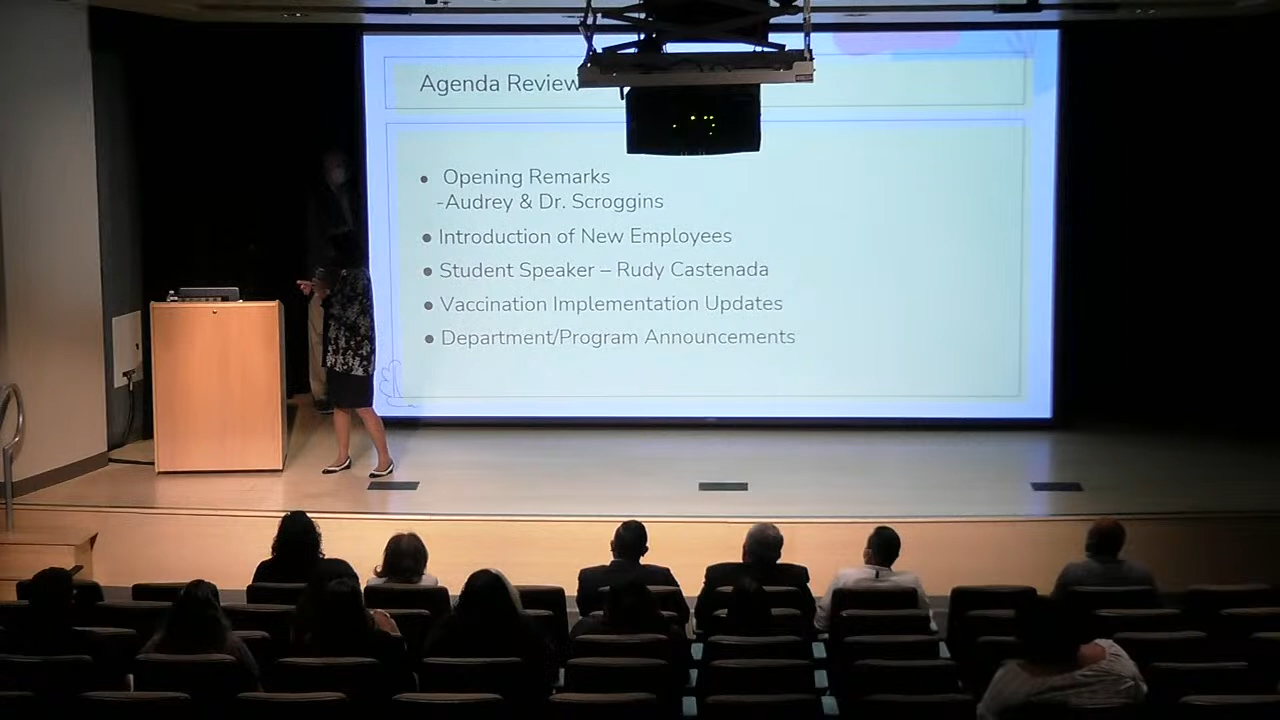 Agenda Review
• Opening Remarks
-Audrey & Dr. Scroggins
• Introduction of New Employees
• Student Speaker – Rudy Castenada
• Vaccination Implementation Updates
• Department/Program Announcements